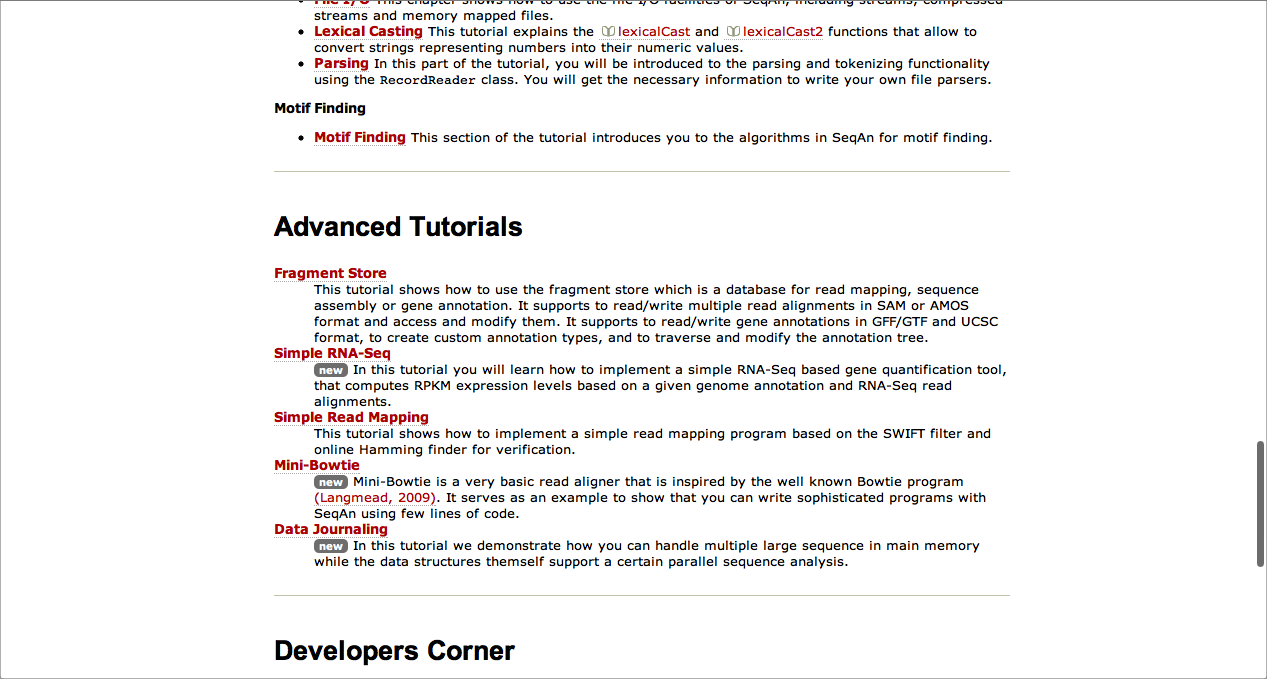 File I/O This chapter shows how to use the file I/O facilities of SeqAn, including streams, compressed
streams and memory mapped files.
Lexical Casting This tutorial explains the lexicalCast and lexicalCast2 functions that allow to
convert strings representing numbers into their numeric values.
Parsing In this part of the tutorial, you will be introduced to the parsing and tokenizing functionality
using the RecordReader class. You will get the necessary information to write your own file parsers.
Motif Finding
Motif Finding This section of the tutorial introduces you to the algorithms in SeqAn for motif finding.
Advanced Tutorials
Fragment Store
This tutorial shows how to use the fragment store which is a database for read mapping, sequence
assembly or gene annotation. It supports to read/write multiple read alignments in SAM or AMOS
format and access and modify them. It supports to read/write gene annotations in GFF/GTF and UCSC
format, to create custom annotation types, and to traverse and modify the annotation tree.
Simple RNA-Seq
new In this tutorial you will learn how to implement a simple RNA-Seq based gene quantification tool,
that computes RPKM expression levels based on a given genome annotation and RNA-Seq read
alignments.
Simple Read Mapping
This tutorial shows how to implement a simple read mapping program based on the SWIFT filter and
online Hamming finder for verification.
Mini-Bowtie
new Mini-Bowtie is a very basic read aligner that is inspired by the well known Bowtie program
(Langmead, 2009). It serves as an example to show that you can write sophisticated programs with
SeqAn using few lines of code.
Data Journaling
new In this tutorial we demonstrate how you can handle multiple large sequence in main memory
while the data structures themself support a certain parallel sequence analysis.
Developers Corner